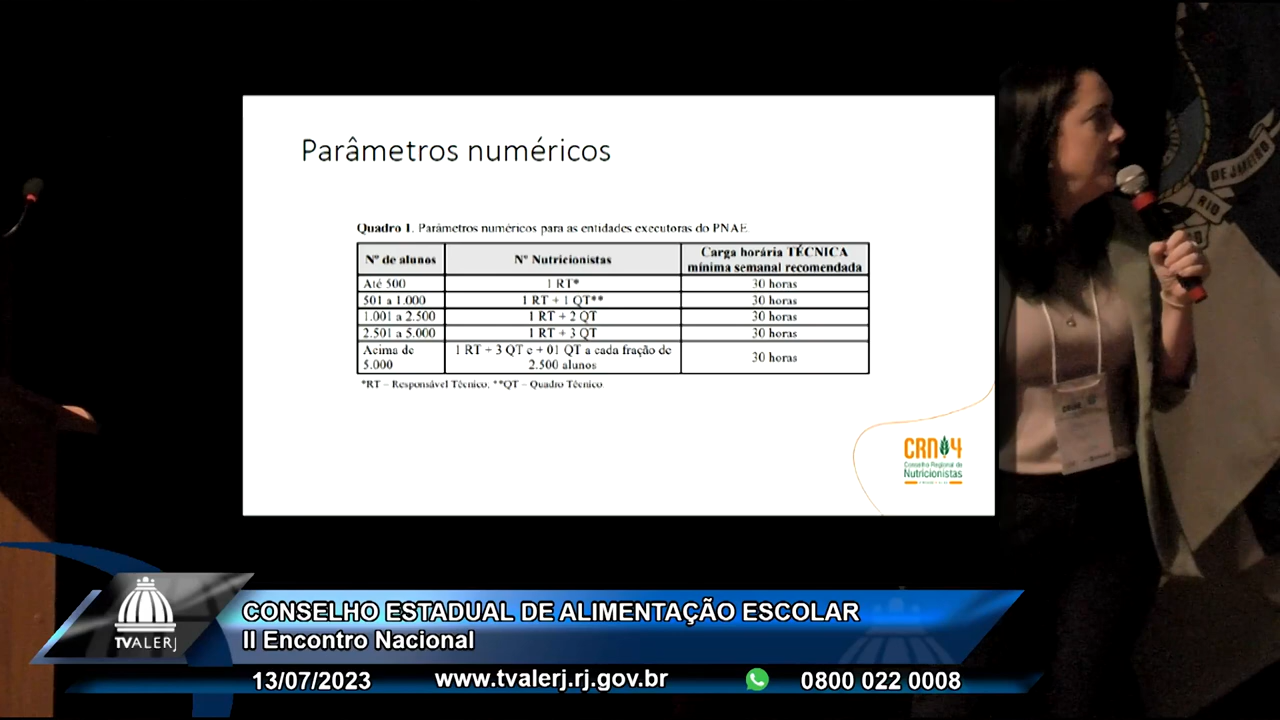 Parâmetros numéricos
Quadro 1. Parâmetros numéricos para as entidades executoras do PNAE.
Nº de alunos
Nº Nutricionistas
Carga horária TÉCNICA
mínima semanal recomendada
Até 500
1 RT*
30 horas
501 a 1.000
1 RT + 1 QT**
30 horas
1.001 a 2.500
1 RT + 2 QT
30 horas
2.501 a 5.000
1 RT + 3 QT
30 horas
Acima de
5.000
1 RT + 3 QT e + 01 QT a cada fração de
2.500 alunos
30 horas
*RT – Responsável Técnico, **QT – Quadro Técnico.
CRN4
Conselho Regional de
Nutricionistas
RIO
DE JANEIRO
TVALERJ
CONSELHO ESTADUAL DE ALIMENTAÇÃO ESCOLAR
II Encontro Nacional
13/07/2023
www.tvalerj.rj.gov.br
0800 022 0008